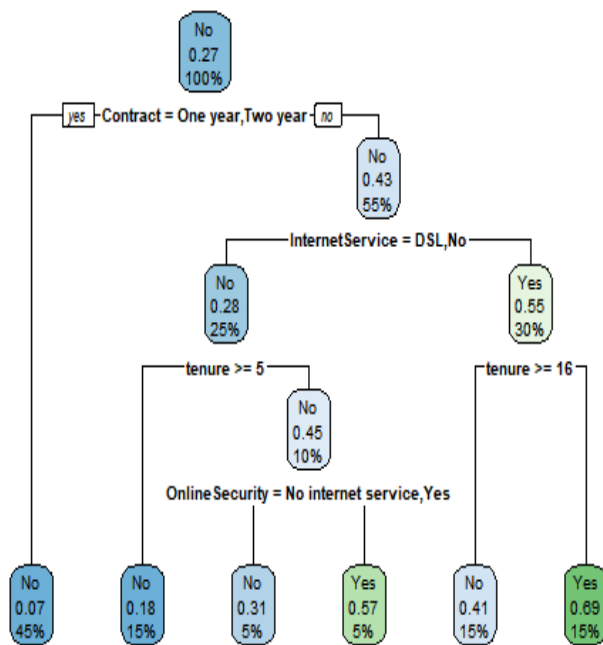 No
0.27
100%
yes Contract = One year,Two year no
No
0.43
55%
InternetService = DSL,No
No
0.28
25%
Yes
0.55
30%
tenure >= 5
tenure >= 16
No
0.45
10%
OnlineSecurity = No internet service,Yes
No
0.07
45%
No
0.18
15%
No
0.31
5%
Yes
0.57
5%
No
0.41
15%
Yes
0.69
15%